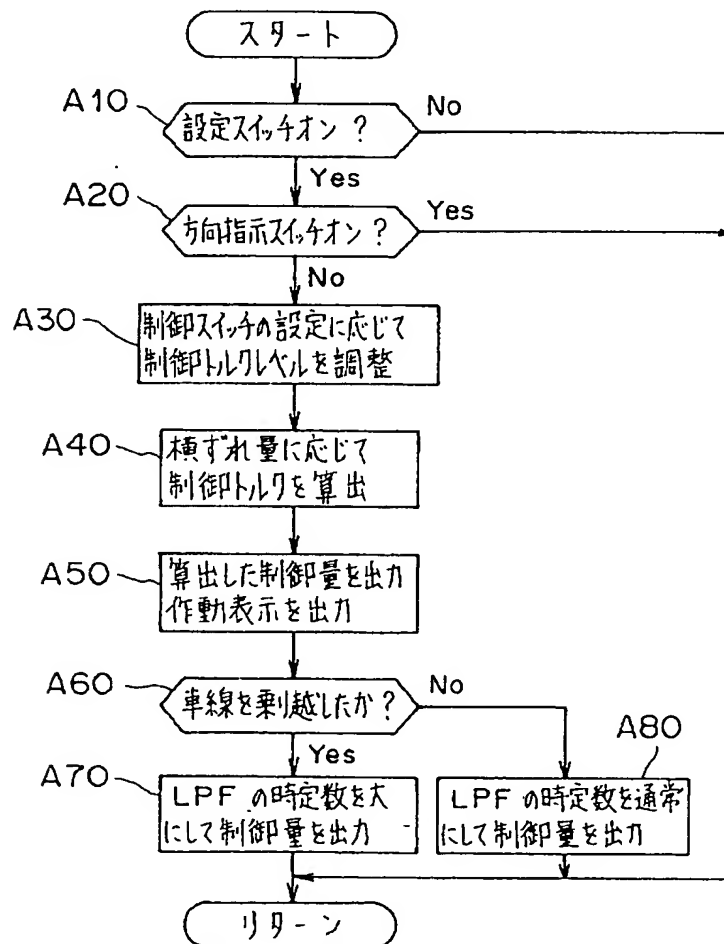 スタート
A10
設定スイッチオン?
No
Yes
A20
方向指示スイッチオン?
Yes
No
A30
制御スイッチの設定に応じて
制御トルクレベルを調整
A40
横ずれ量に応じて
制御トルクを算出
A50
算出した制御量を出力
作動表示を出力
A60
車線を乗り越したか?
No
Yes
A70
LPFの時定数を大
にして制御量を出力
A80
LPFの時定数を通常
にして制御量を出力
リターン